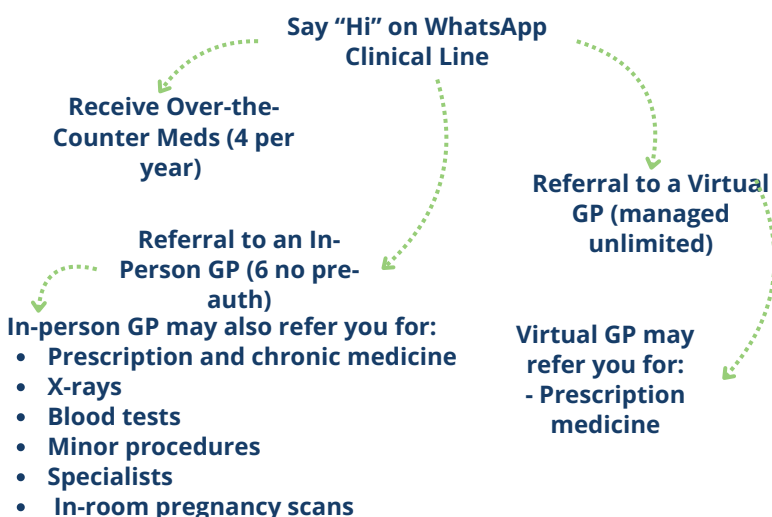 Say “Hi” on WhatsApp
Clinical Line
Receive Over-the-
Counter Meds (4 per
year)
Referral to a Virtual
GP (managed
unlimited)
Referral to an In-
Person GP (6 no pre-
auth)
In-person GP may also refer you for:
• Prescription and chronic medicine
• X-rays
• Blood tests
• Minor procedures
• Specialists
• In-room pregnancy scans
Virtual GP may
refer you for:
- Prescription
medicine